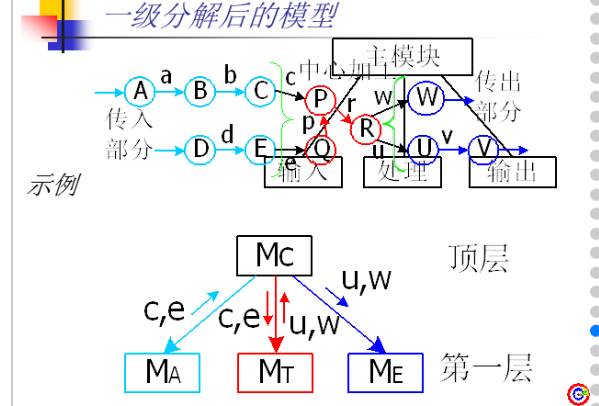 一级分解后的模型
主模块
中心加工
传出
部分
a b c
A B C P r w W
传入
部分
p R
d e u v
D E Q U V
输入 处理 输出
示例
MC
顶层
c,e c,e u,w u,w
MA MT ME
第一层